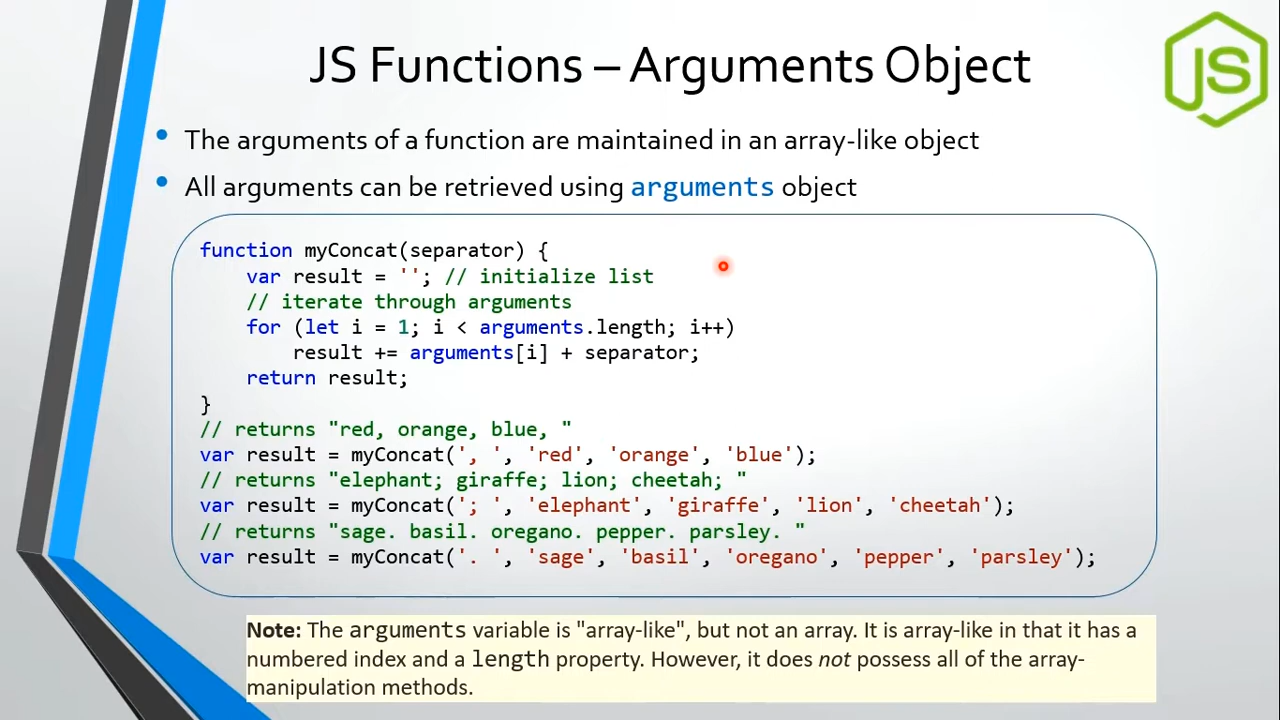 JS Functions – Arguments Object
JS
• The arguments of a function are maintained in an array-like object
• All arguments can be retrieved using arguments object
function myConcat(separator) {
    var result = ''; // initialize list
    // iterate through arguments
    for (let i = 1; i < arguments.length; i++)
        result += arguments[i] + separator;
    return result;
}
// returns "red, orange, blue, "
var result = myConcat(', ', 'red', 'orange', 'blue');
// returns "elephant; giraffe; lion; cheetah; "
var result = myConcat('; ', 'elephant', 'giraffe', 'lion', 'cheetah');
// returns "sage. basil. oregano. pepper. parsley. "
var result = myConcat('. ', 'sage', 'basil', 'oregano', 'pepper', 'parsley');
Note: The arguments variable is "array-like", but not an array. It is array-like in that it has a
numbered index and a length property. However, it does not possess all of the array-
manipulation methods.